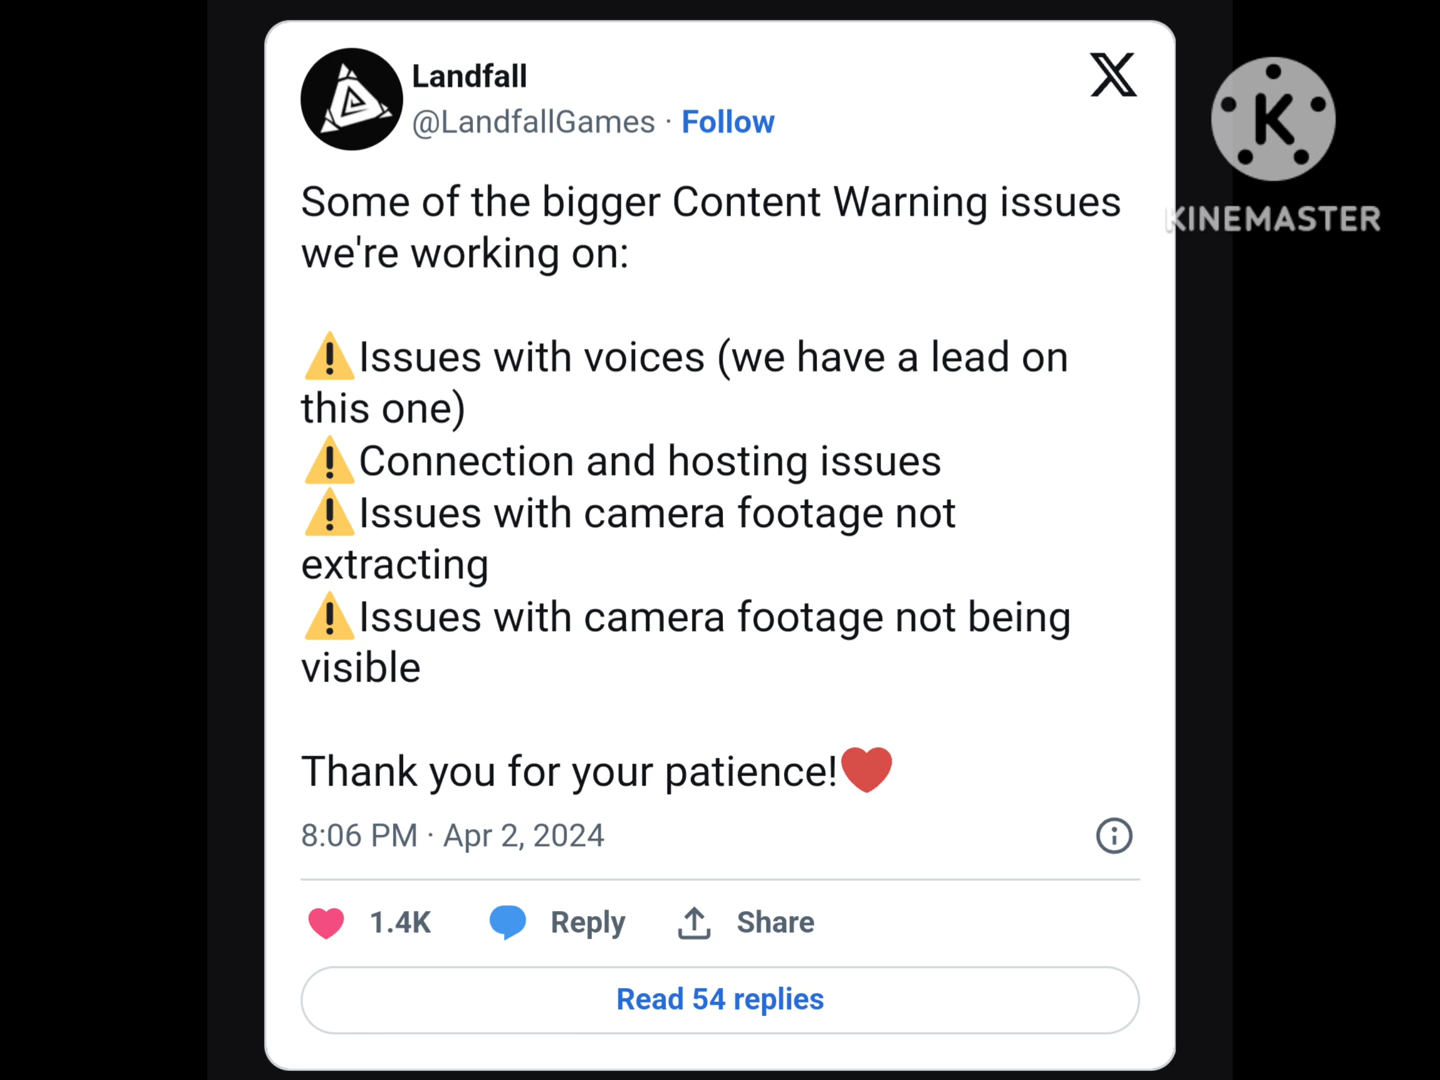 Landfall
@LandfallGames · Follow
Some of the bigger Content Warning issues
we're working on:
⚠️Issues with voices (we have a lead on
this one)
⚠️Connection and hosting issues
⚠️Issues with camera footage not
extracting
⚠️Issues with camera footage not being
visible
Thank you for your patience!❤️
8:06 PM · Apr 2, 2024
1.4K Reply Share
Read 54 replies
K
KINEMASTER